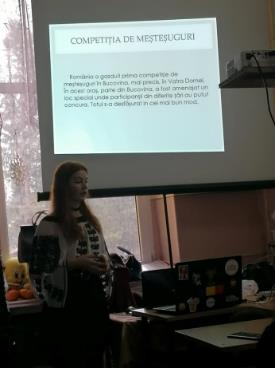 COMPETIȚIA DE MEȘTEȘUGURI
România a gazduit prima competiție de
meșteșuguri în Bucovina, mai precis, în Vatra Dornei,
În acest oraș, parte din Bucovina, a fost amenajat un
loc special unde participanții din diferite țări au putut
concura. Totul s-a desfășurat în cel mai bun mod.